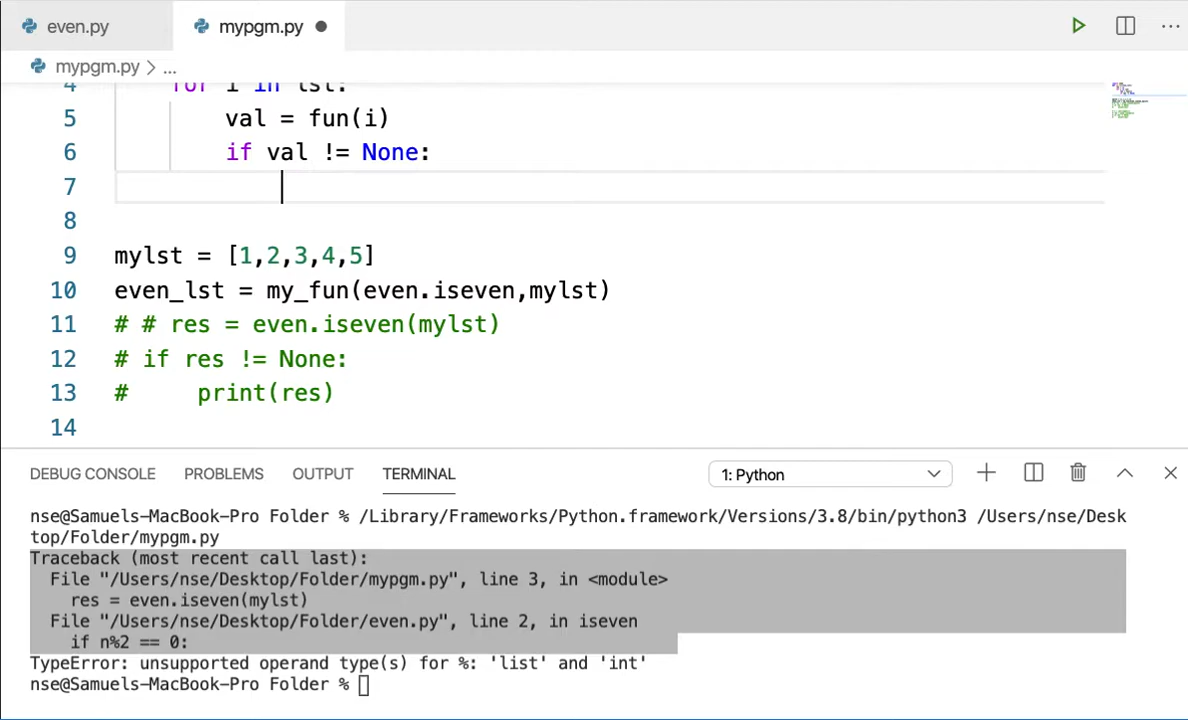 even.py
mypgm.py
mypgm.py > ...
4 for i in lst:
5 val = fun(i)
6 if val != None:
7
8
9 mylst = [1,2,3,4,5]
10 even_lst = my_fun(even.iseven,mylst)
11 # # res = even.iseven(mylst)
12 # if res != None:
13 #     print(res)
14
DEBUG CONSOLE PROBLEMS OUTPUT TERMINAL 1: Python
nse@Samuels-MacBook-Pro Folder % /Library/Frameworks/Python.framework/Versions/3.8/bin/python3 /Users/nse/Desk
top/Folder/mypgm.py
Traceback (most recent call last):
File "/Users/nse/Desktop/Folder/mypgm.py", line 3, in <module>
res = even.iseven(mylst)
File "/Users/nse/Desktop/Folder/even.py", line 2, in iseven
if n%2 == 0:
TypeError: unsupported operand type(s) for %: 'list' and 'int'
nse@Samuels-MacBook-Pro Folder %